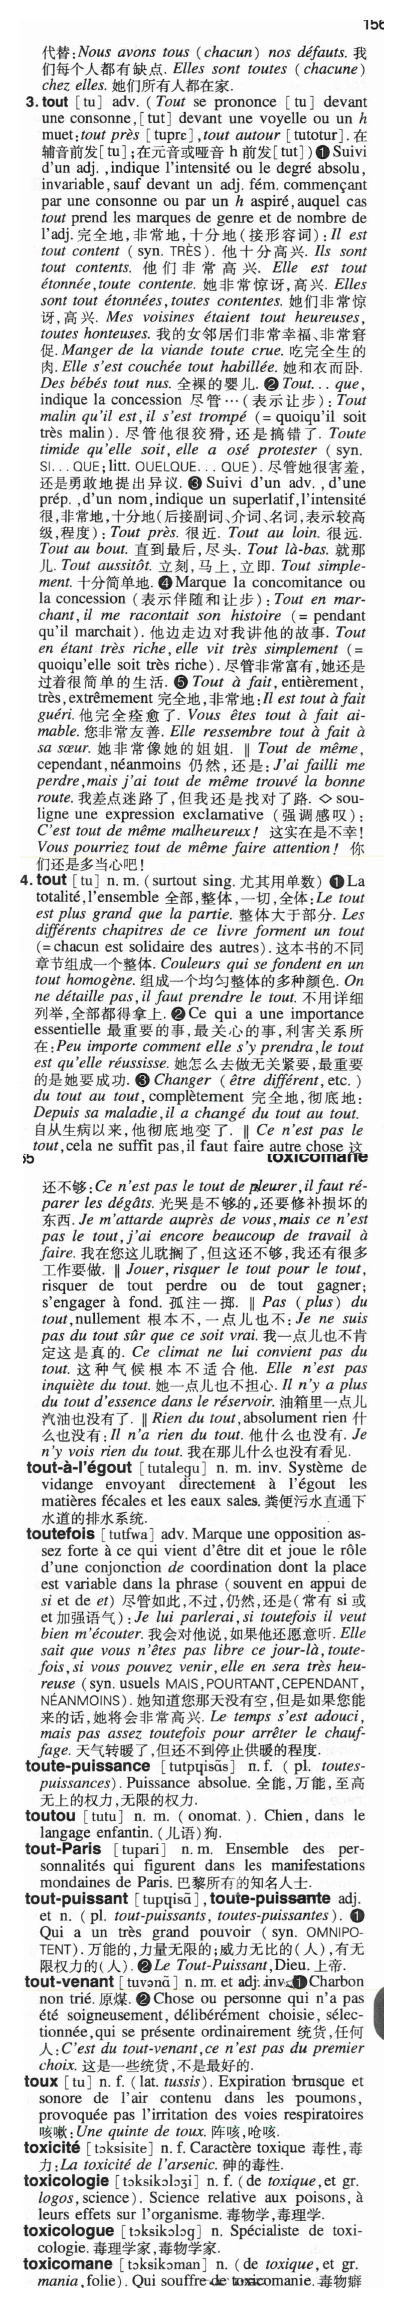 156
代替:Nous avons tous (chacun) nos défauts. 我
们每个人都有缺点. Elles sont toutes (chacune)
chez elles. 她们所有人都在家.
3. tout [tu] adv. (Tout se prononce [tu] devant
une consonne,[tut] devant une voyelle ou un h
muet:tout près [tuprɛ],tout autour [tutotur]. 在
辅音前发[tu];在元音或哑音 h 前发[tut])❶Suivi
d'un adj. ,indique l'intensité ou le degré absolu,
invariable,sauf devant un adj. fém. commençant
par une consonne ou par un h aspiré,auquel cas
tout prend les marques de genre et de nombre de
l'adj. 完全地,非常地,十分地(接形容词):Il est
tout content (syn. TRÈS). 他十分高兴. Ils sont
tout contents. 他们非常高兴. Elle est tout
étonnée,toute contente. 她非常惊讶,高兴. Elles
sont tout étonnées,toutes contentes. 她们非常惊
讶,高兴. Mes voisines étaient tout heureuses,
toutes honteuses. 我的女邻居们非常幸福、非常窘
促. Manger de la viande toute crue. 吃完全生的
肉. Elle s'est couchée tout habillée. 她和衣而卧.
Des bébés tout nus. 全裸的婴儿. ❷ Tout... que,
indique la concession 尽管…(表示让步):Tout
malin qu'il est,il s'est trompé (= quoiqu'il soit
très malin). 尽管他很狡猾,还是搞错了. Toute
timide qu'elle soit,elle a osé protester (syn.
SI... QUE;litt. QUELQUE... QUE). 尽管她很害羞,
还是勇敢地提出异议. ❸ Suivi d'un adv. ,d'une
prép. ,d'un nom,indique un superlatif,l'intensité
很,非常地,十分地(后接副词、介词、名词,表示较高
级,程度):Tout près. 很近. Tout au loin. 很远.
Tout au bout. 直到最后,尽头. Tout là-bas. 就那
儿. Tout aussitôt. 立刻,马上,立即. Tout simple-
ment. 十分简单地. ❹ Marque la concomitance ou
la concession (表示伴随和让步):Tout en mar-
chant,il me racontait son histoire (= pendant
qu'il marchait). 他边走边对我讲他的故事. Tout
en étant très riche,elle vit très simplement (=
quoiqu'elle soit très riche). 尽管非常富有,她还是
过着很简单的生活. ❺ Tout à fait, entièrement,
très,extrêmement 完全地,非常地:Il est tout à fait
guéri. 他完全痊愈了. Vous êtes tout à fait ai-
mable. 您非常友善. Elle ressemble tout à fait à
sa sœur. 她非常像她的姐姐. ‖ Tout de même,
cependant,néanmoins 仍然,还是:J'ai failli me
perdre,mais j'ai tout de même trouvé la bonne
route. 我差点迷路了,但我还是找对了路. ◇ sou-
ligne une expression exclamative (强调感叹):
C'est tout de même malheureux! 这实在是不幸!
Vous pourriez tout de même faire attention! 你
们还是多当心吧!
4. tout [tu] n. m. (surtout sing. 尤其用单数) ❶ La
totalité,l'ensemble 全部,整体,一切,全体:Le tout
est plus grand que la partie. 整体大于部分. Les
différents chapitres de ce livre forment un tout
(= chacun est solidaire des autres). 这本书的不同
章节组成一个整体. Couleurs qui se fondent en un
tout homogène. 组成一个均匀整体的多种颜色. On
ne détaille pas,il faut prendre le tout. 不用详细
列举,全部都得拿上. ❷ Ce qui a une importance
essentielle 最重要的事,最关心的事,利害关系所
在:Peu importe comment elle s'y prendra,le tout
est qu'elle réussisse. 她怎么去做无关紧要,最重要
的是她要成功. ❸ Changer (être différent,etc. )
du tout au tout, complètement 完全地,彻底地:
Depuis sa maladie,il a changé du tout au tout.
自从生病以来,他彻底地变了. ‖ Ce n'est pas le
tout,cela ne suffit pas,il faut faire autre chose 这
toxicomane
还不够:Ce n'est pas le tout de pleurer,il faut ré-
parer les dégâts. 光哭是不够的,还要修补损坏的
东西. Je m'attarde auprès de vous,mais ce n'est
pas le tout,j'ai encore beaucoup de travail à
faire. 我在您这儿耽搁了,但这还不够,我还有很多
工作要做. ‖ Jouer, risquer le tout pour le tout,
risquer de tout perdre ou de tout gagner;
s'engager à fond. 孤注一掷. ‖ Pas (plus) du
tout,nullement 根本不,一点儿也不:Je ne suis
pas du tout sûr que ce soit vrai. 我一点儿也不肯
定这是真的. Ce climat ne lui convient pas du
tout. 这种气候根本不适合他. Elle n'est pas
inquiète du tout. 她一点儿也不担心. Il n'y a plus
du tout d'essence dans le réservoir. 油箱里一点儿
汽油也没有了. ‖ Rien du tout,absolument rien 什
么也没有:Il n'a rien du tout. 他什么也没有. Je
n'y vois rien du tout. 我在那儿什么也没有看见.
tout-à-l'égout [tutalegu] n. m. inv. Système de
vidange envoyant directement à l'égout les
matières fécales et les eaux sales. 粪便污水直通下
水道的排水系统.
toutefois [tutfwa] adv. Marque une opposition as-
sez forte à ce qui vient d'être dit et joue le rôle
d'une conjonction de coordination dont la place
est variable dans la phrase (souvent en appui de
si et de et) 尽管如此,不过,仍然,还是(常有 si 或
et 加强语气):Je lui parlerai,si toutefois il veut
bien m'écouter. 我会对他说,如果他还愿意听. Elle
sait que vous n'êtes pas libre ce jour-là,toute-
fois,si vous pouvez venir,elle en sera très heu-
reuse (syn. usuels MAIS,POURTANT,CEPENDANT,
NÉANMOINS). 她知道您那天没有空,但是如果您能
来的话,她将会非常高兴. Le temps s'est adouci,
mais pas assez toutefois pour arrêter le chauf-
fage. 天气转暖了,但还不到停止供暖的程度.
toute-puissance [tutpɥisɑ̃s] n. f. ( pl. toutes-
puissances). Puissance absolue. 全能,万能,至高
无上的权力,无限的权力.
toutou [tutu] n. m. (onomat. ). Chien, dans le
langage enfantin. (儿语)狗.
tout-Paris [tupari] n. m. Ensemble des per-
sonnalités qui figurent dans les manifestations
mondaines de Paris. 巴黎所有的知名人士.
tout-puissant [tupɥisɑ̃],toute-puissante adj.
et n. ( pl. tout-puissants, toutes-puissantes). ❶
Qui a un très grand pouvoir (syn. OMNIPO-
TENT). 万能的,力量无限的;威力无比的(人),有无
限权力的(人). ❷ Le Tout-Puissant,Dieu. 上帝.
tout-venant [tuvənɑ̃] n. m. et adj. inv. ❶ Charbon
non trié. 原煤. ❷ Chose ou personne qui n'a pas
été soigneusement, délibérément choisie, sélec-
tionnée,qui se présente ordinairement 统货,任何
人:C'est du tout-venant,ce n'est pas du premier
choix. 这是一些统货,不是最好的.
toux [tu] n. f. (lat. tussis). Expiration brusque et
sonore de l'air contenu dans les poumons,
provoquée pas l'irritation des voies respiratoires
咳嗽:Une quinte de toux. 阵咳,呛咳.
toxicité [tɔksisite] n. f. Caractère toxique 毒性,毒
力:La toxicité de l'arsenic. 砷的毒性.
toxicologie [tɔksikɔlɔʒi] n. f. (de toxique,et gr.
logos,science). Science relative aux poisons, à
leurs effets sur l'organisme. 毒物学,毒理学.
toxicologue [tɔksikɔlɔg] n. Spécialiste de toxi-
cologie. 毒理学家,毒物学家.
toxicomane [tɔksikɔman] n. (de toxique,et gr.
mania,folie). Qui souffre de toxicomanie. 毒物癖